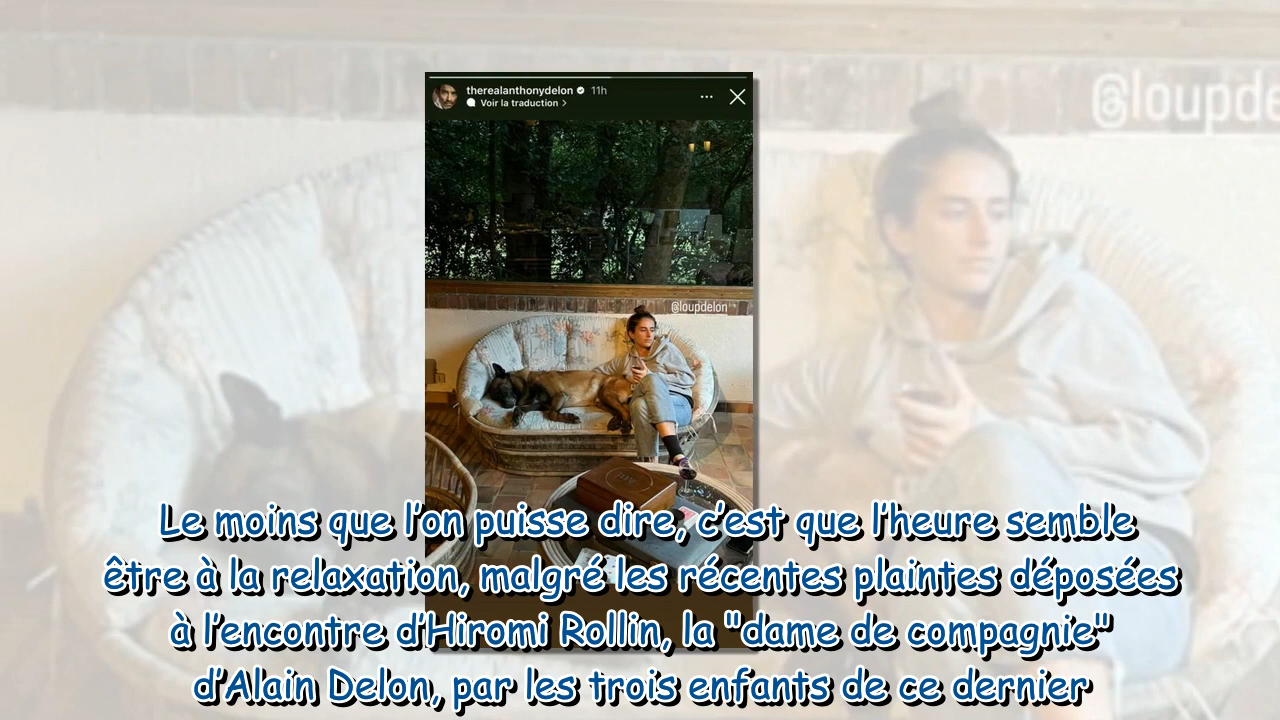 therealanthonydelon 11h
Voir la traduction >
@loupde
@loupdelon
Le moins que l'on puisse dire, c'est que l'heure semble
être à la relaxation, malgré les récentes plaintes déposées
à l'encontre d'Hiromi Rollin, la "dame de compagnie"
d'Alain Delon, par les trois enfants de ce dernier